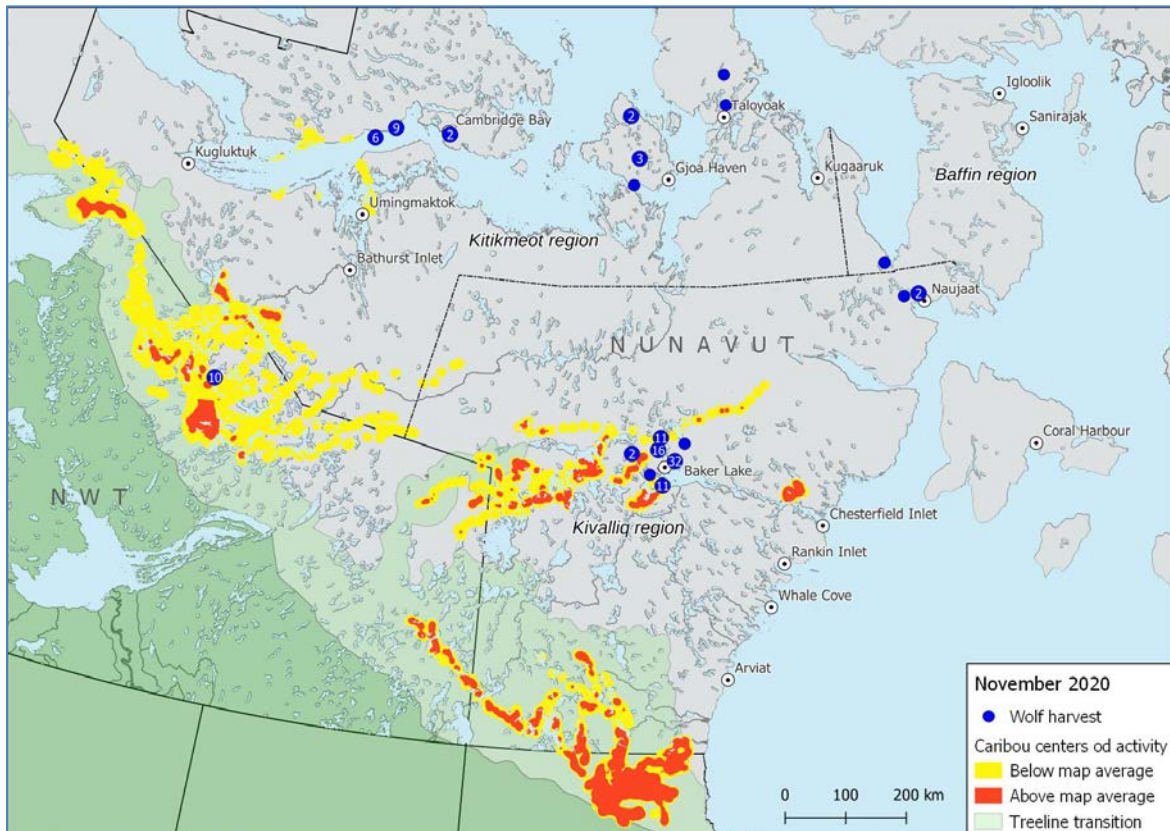 Igloolik
Taloyoak
Sanirajak
2
9
Cambridge Bay
6
2
Kugluktuk
3
Gjoa Haven
Kugaaruk
Baffin region
Umingmaktok
Kitikmeot region
Bathurst Inlet
2
Naujaat
NUNAVUT
10
11
Coral Harbour
16
2
32
Baker Lake
11
NWT
Chesterfield Inlet
Kivalliq region
Rankin Inlet
Whale Cove
Arviat
November 2020
Wolf harvest
Caribou centers od activity
Below map average
Above map average
Treeline transition
0 100 200 km